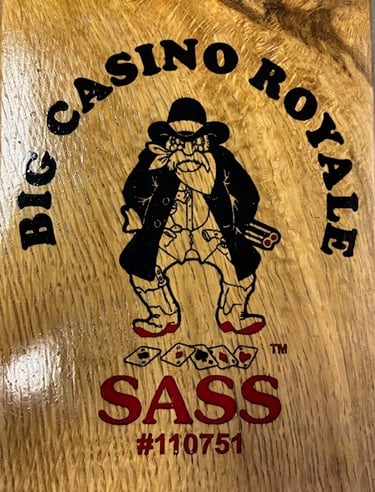 BIG CASINO ROYALE
TM
SASS
#110751